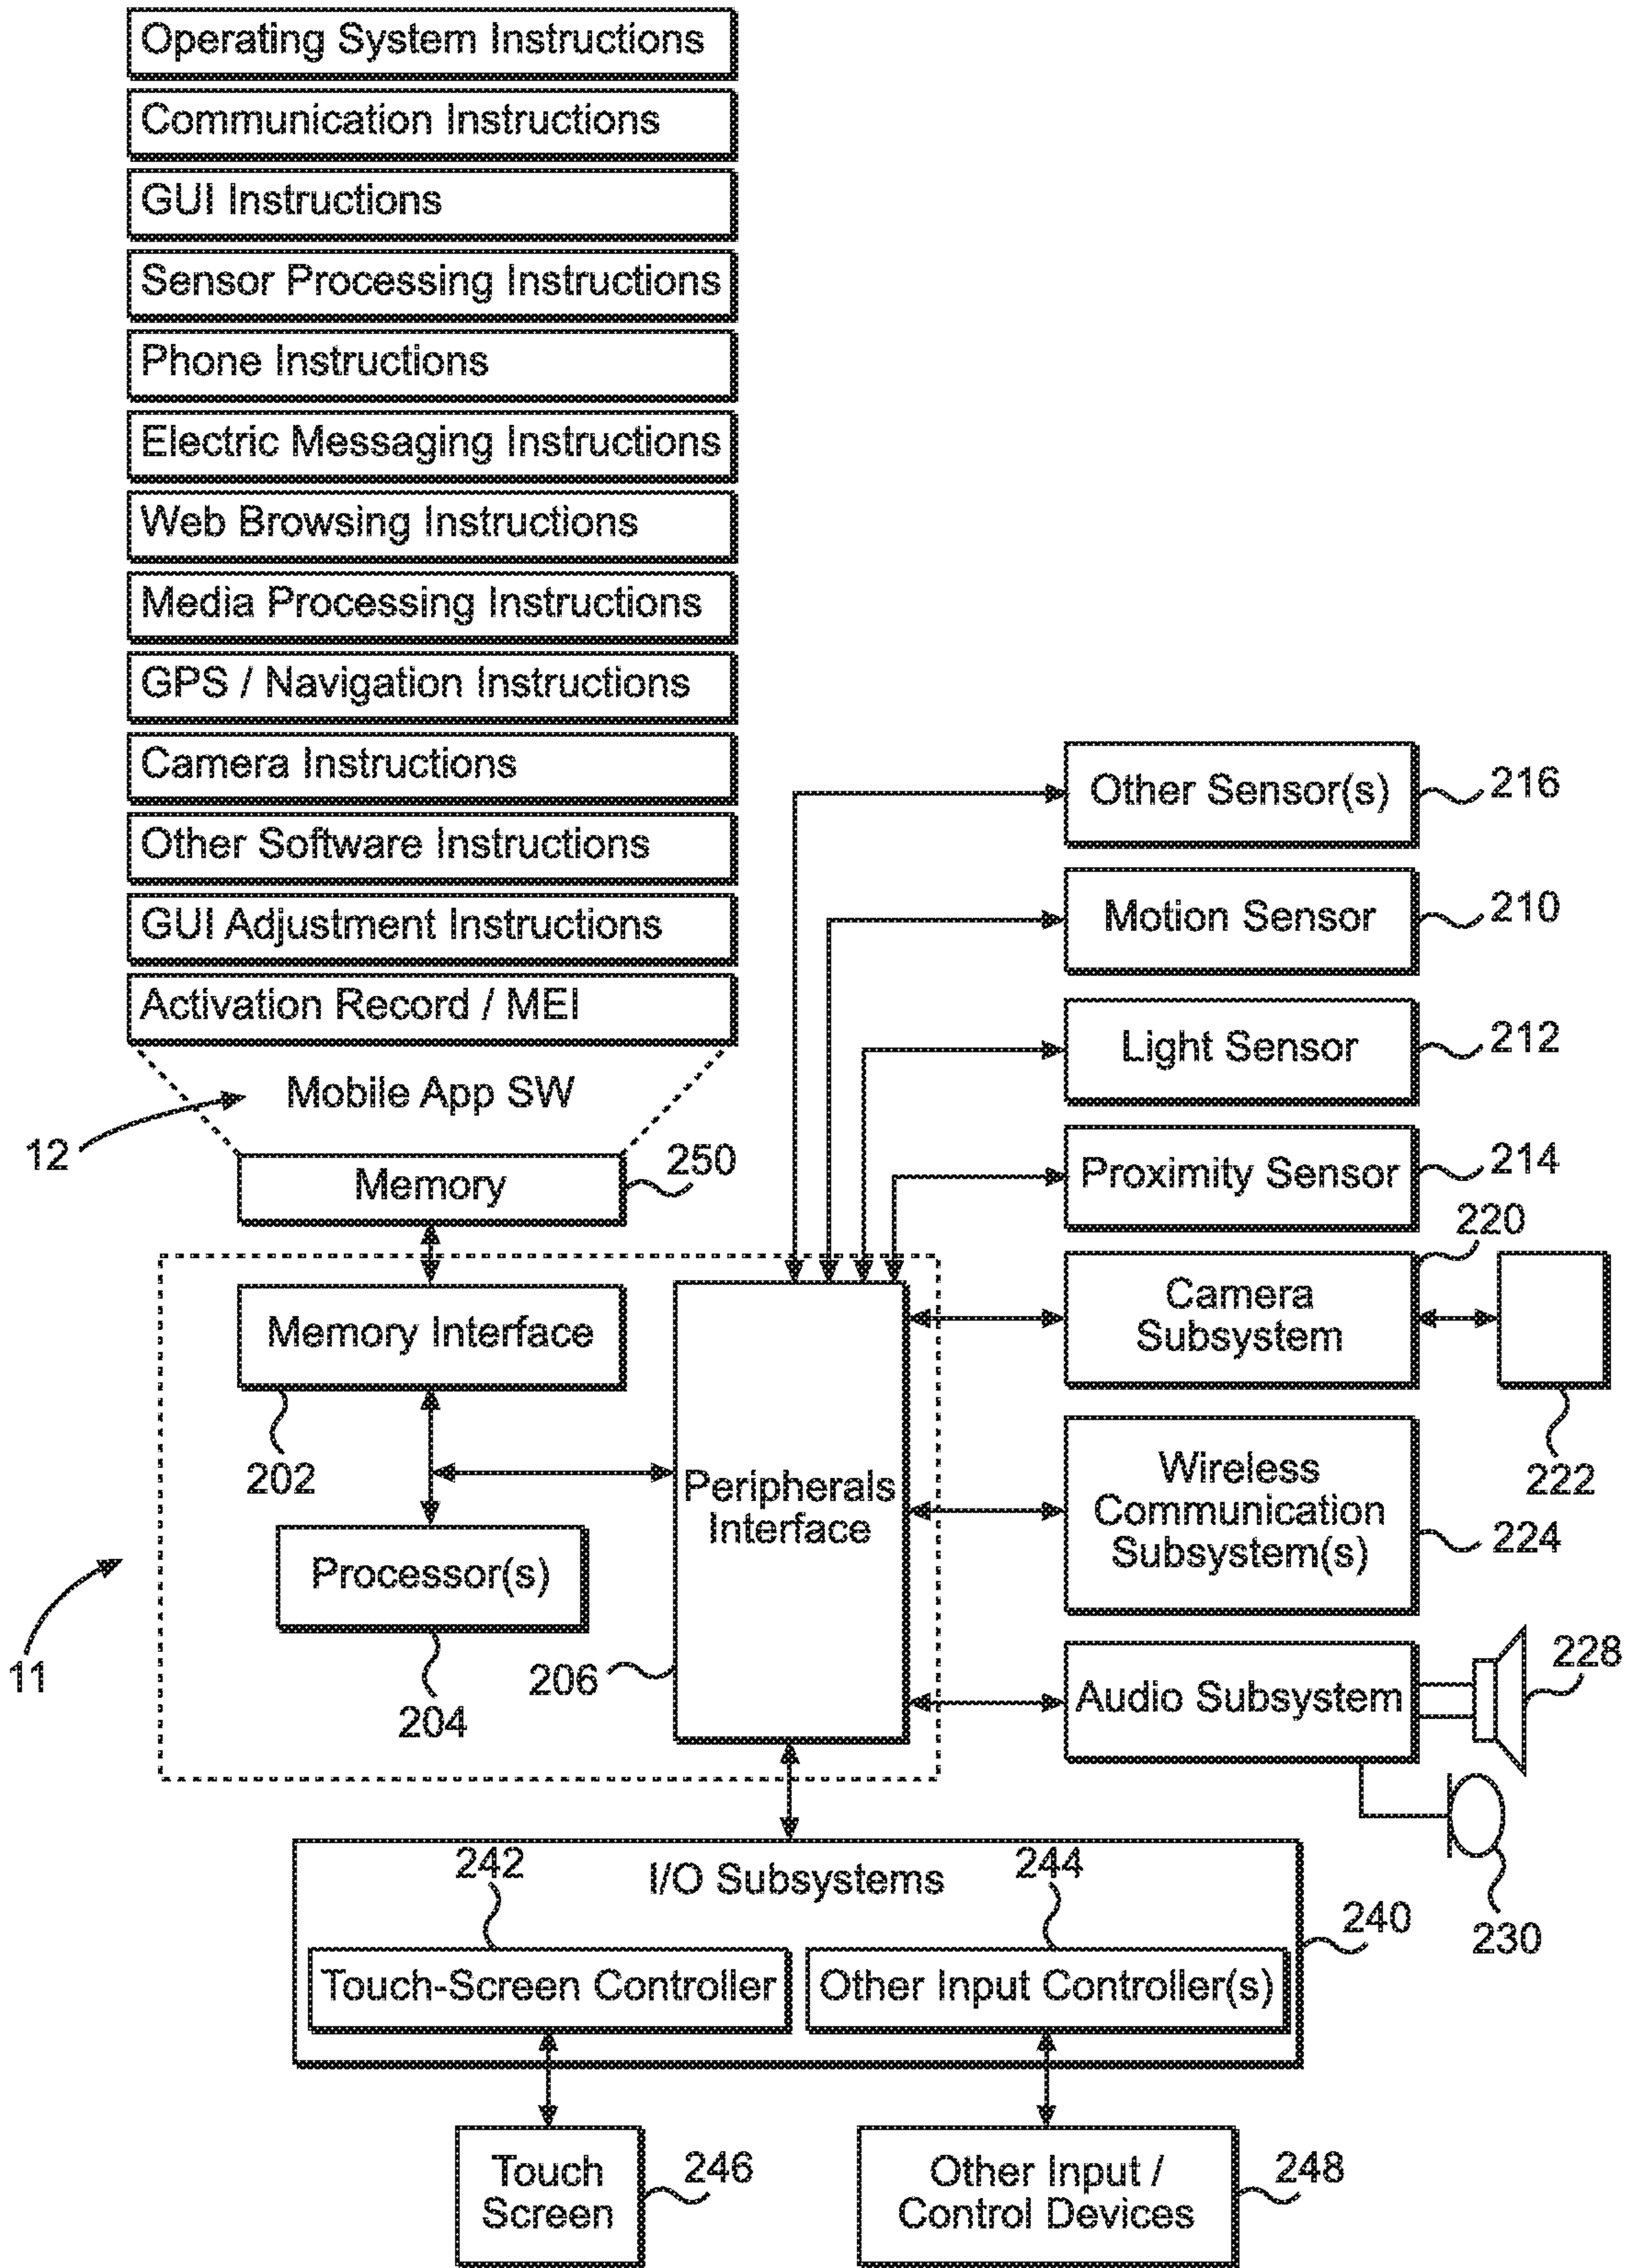 Operating System Instructions
Communication Instructions
GUI Instructions
Sensor Processing Instructions
Phone Instructions
Electric Messaging Instructions
Web Browsing Instructions
Media Processing Instructions
GPS / Navigation Instructions
Camera Instructions
Other Software Instructions
GUI Adjustment Instructions
Activation Record / MEI
Mobile App SW
12
Memory
250
Memory Interface
202
Processor(s)
204
11
Peripherals
Interface
206
Other Sensor(s)
216
Motion Sensor
210
Light Sensor
212
Proximity Sensor
214
220
Camera
Subsystem
222
Wireless
Communication
Subsystem(s)
224
Audio Subsystem
228
230
242
I/O Subsystems
244
240
Touch-Screen Controller
Other Input Controller(s)
Touch
Screen
246
Other Input /
Control Devices
248